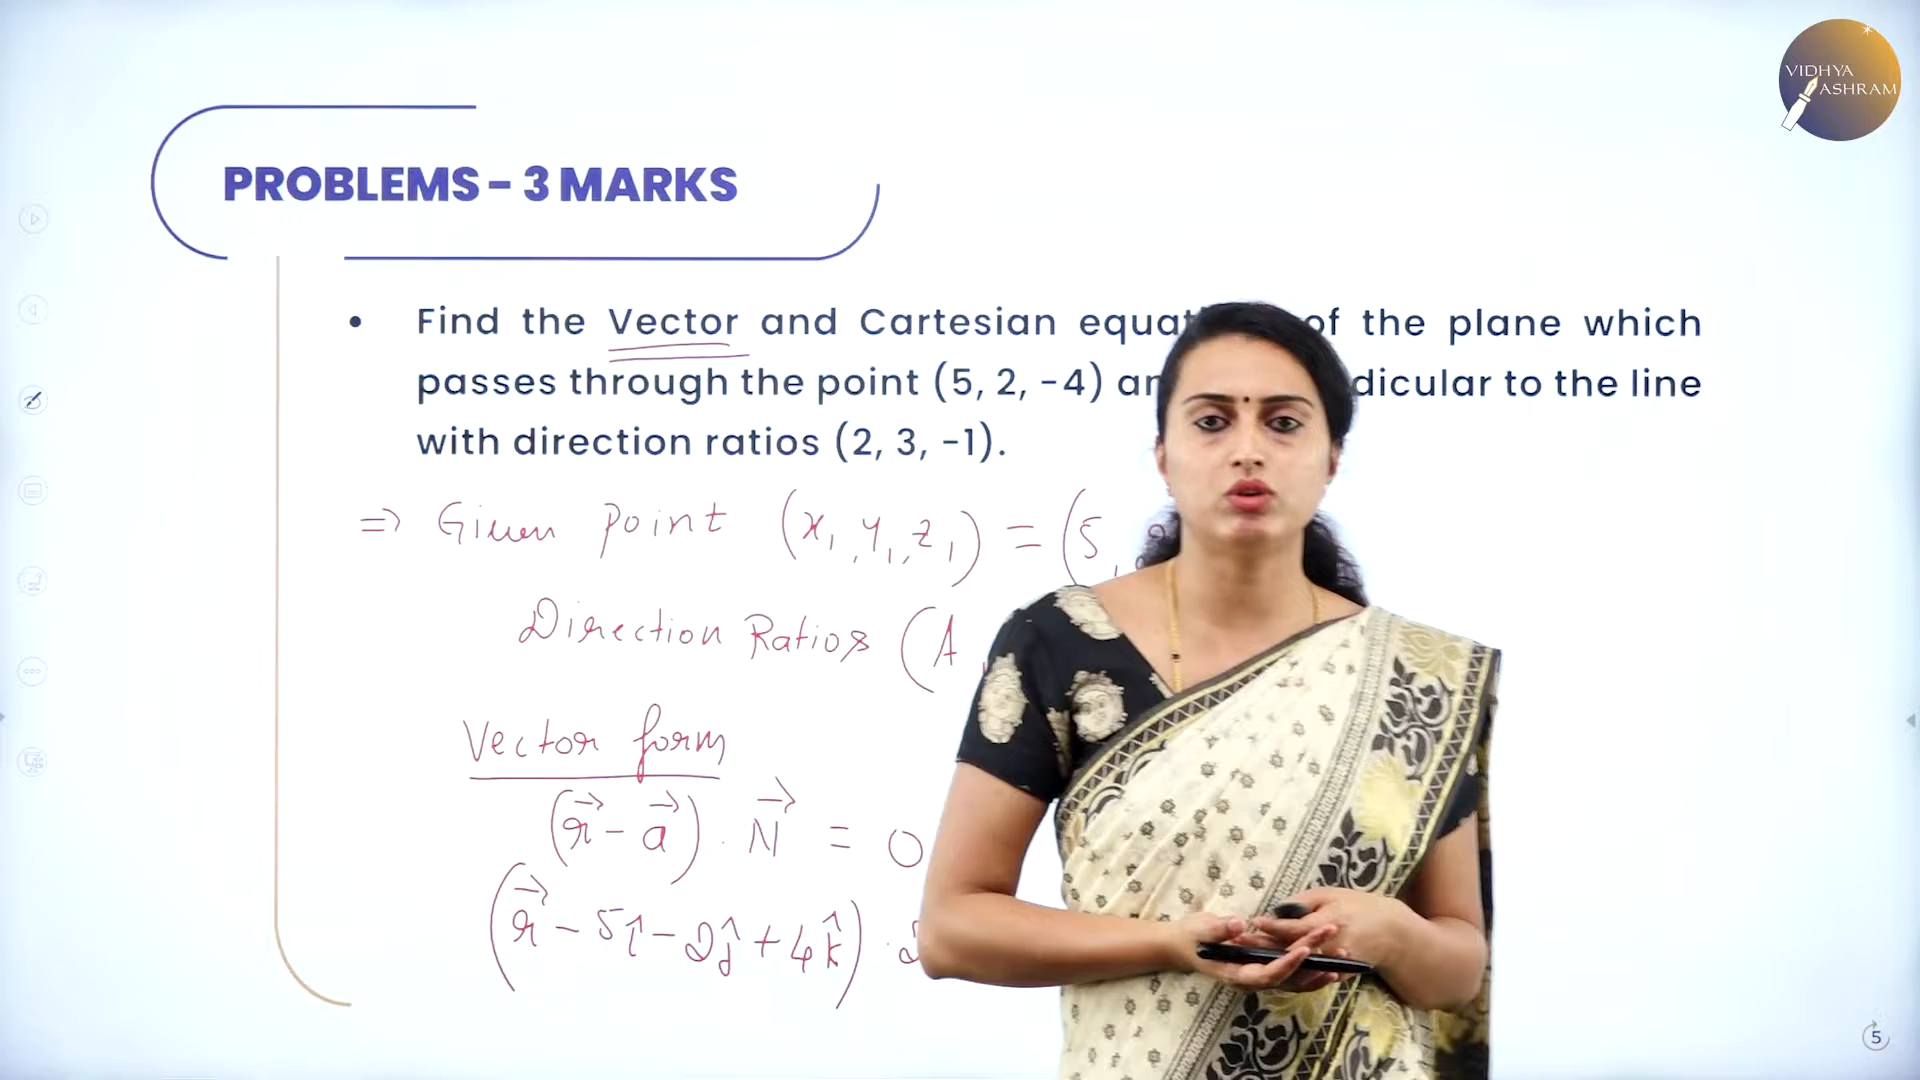 VIDHYA
ASHRAM
PROBLEMS - 3 MARKS
• Find the Vector and Cartesian equat of the plane which
passes through the point (5, 2, -4) an dicular to the line
with direction ratios (2, 3, -1).
⇒ Given point (x₁, y₁, z₁) = (5,
Direction Ratios (A
Vector form
(r⃗ - a⃗) . N⃗ = 0
(r⃗ - 5î - 2ĵ + 4k̂) . 2
5